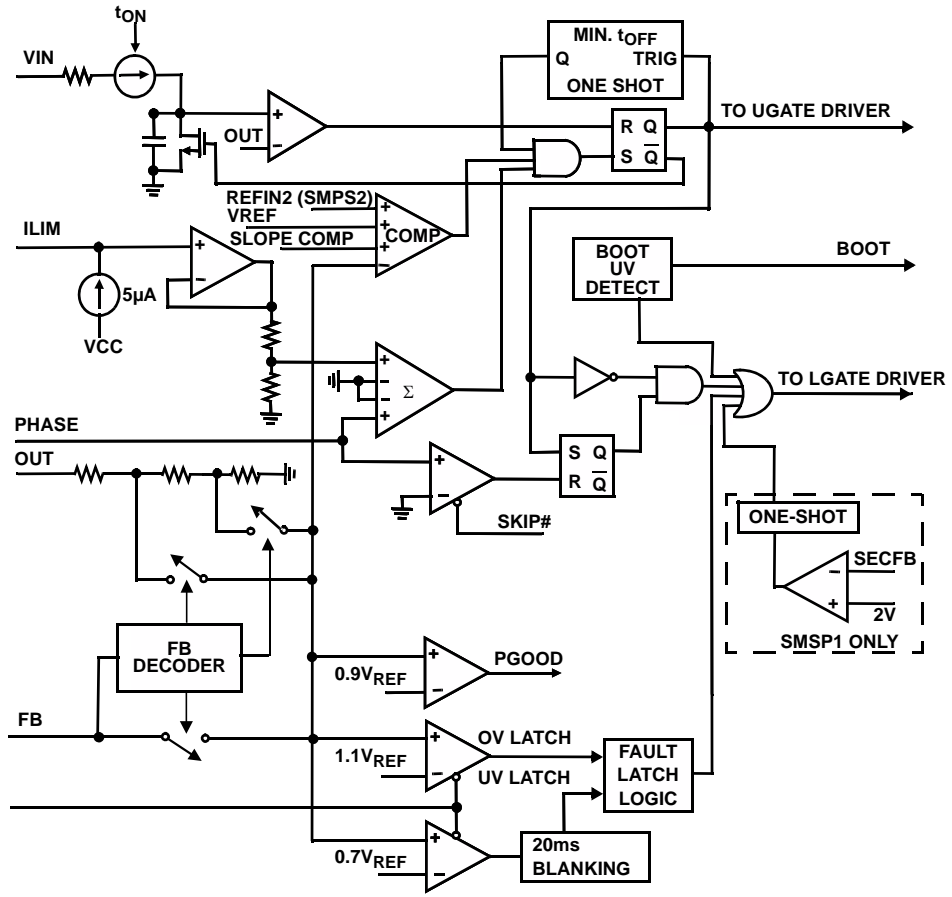 tON
VIN
MIN. tOFF
Q TRIG
ONE SHOT
OUT
+
−
R Q
S Q
TO UGATE DRIVER
REFIN2 (SMPS2)
VREF
SLOPE COMP
+
+
+
−
COMP
ILIM
+
−
5µA
VCC
BOOT
UV
DETECT
BOOT
+
−
−
+
Σ
TO LGATE DRIVER
PHASE
OUT
+
−
SKIP#
S Q
R Q
ONE-SHOT
SECFB
−
+
2V
SMSP1 ONLY
FB
DECODER
+
−
0.9VREF
PGOOD
FB
+
−
1.1VREF
OV LATCH
UV LATCH
FAULT
LATCH
LOGIC
+
−
0.7VREF
20ms
BLANKING